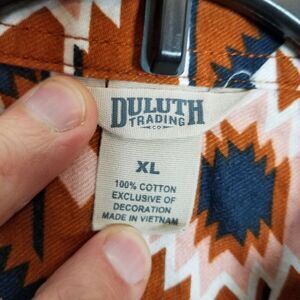 DULUTH
TRADING
CO
XL
100% COTTON
EXCLUSIVE OF
DECORATION
MADE IN VIETNAM